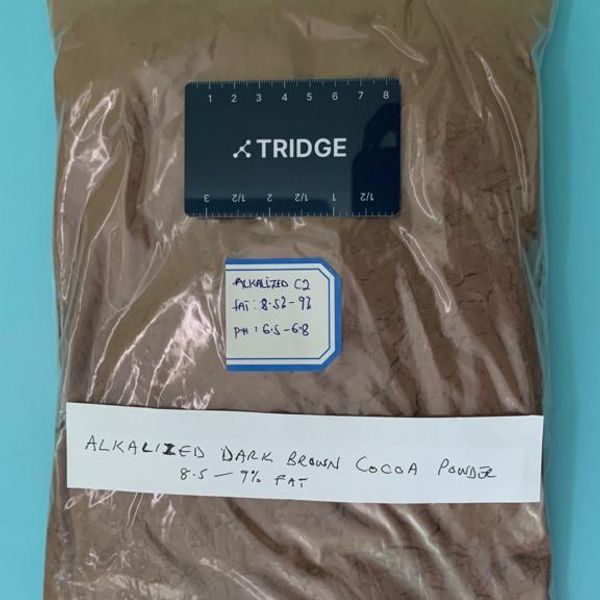 1 2 3 4 5 6 7 8
TRIDGE
3 1/2 2 1/2 1 1/2
ALKALIZED C2
FAT: 8.5%-9%
PH: 6.5-6.8
ALKALIZED DARK BROWN COCOA POWDER
8.5 - 9% FAT